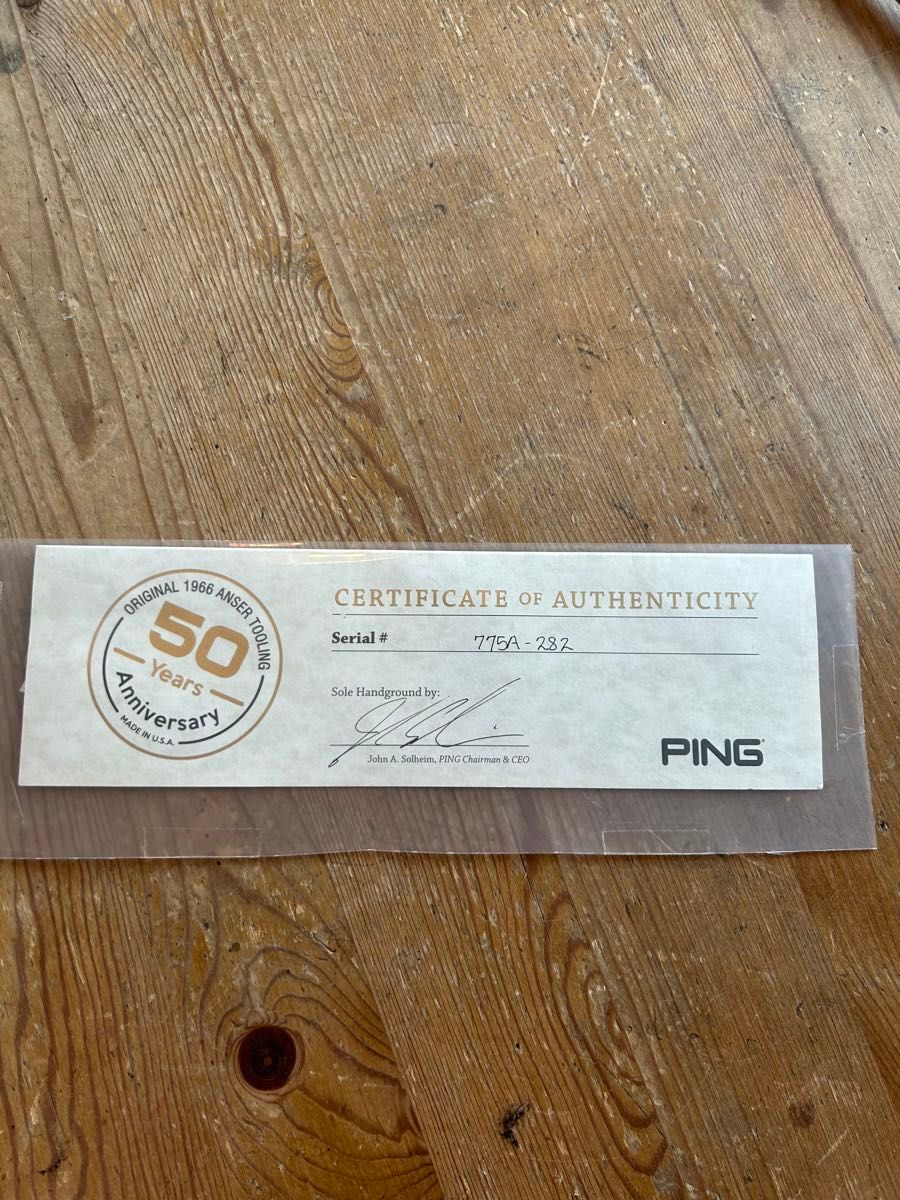 ORIGINAL 1966 ANSER TOOLING
50
Years
Anniversary
MADE IN U.S.A.
CERTIFICATE OF AUTHENTICITY
Serial # 775A-282
Sole Handground by:
John A. Solheim, PING Chairman & CEO
PING